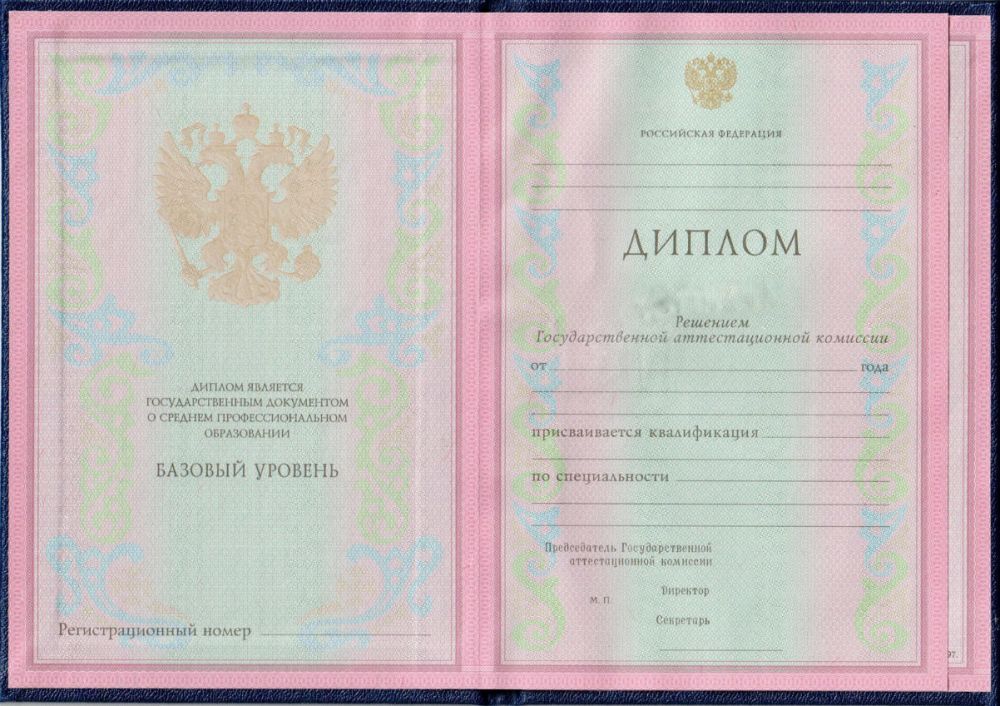 ДИПЛОМ ЯВЛЯЕТСЯ
ГОСУДАРСТВЕННЫМ ДОКУМЕНТОМ
О СРЕДНЕМ ПРОФЕССИОНАЛЬНОМ
ОБРАЗОВАНИИ
БАЗОВЫЙ УРОВЕНЬ
Регистрационный номер
РОССИЙСКАЯ ФЕДЕРАЦИЯ
ДИПЛОМ
Решением
Государственной аттестационной комиссии
от года
присваивается квалификация
по специальности
Председатель Государственной
аттестационной комиссии
Директор
М. П.
Секретарь
97.